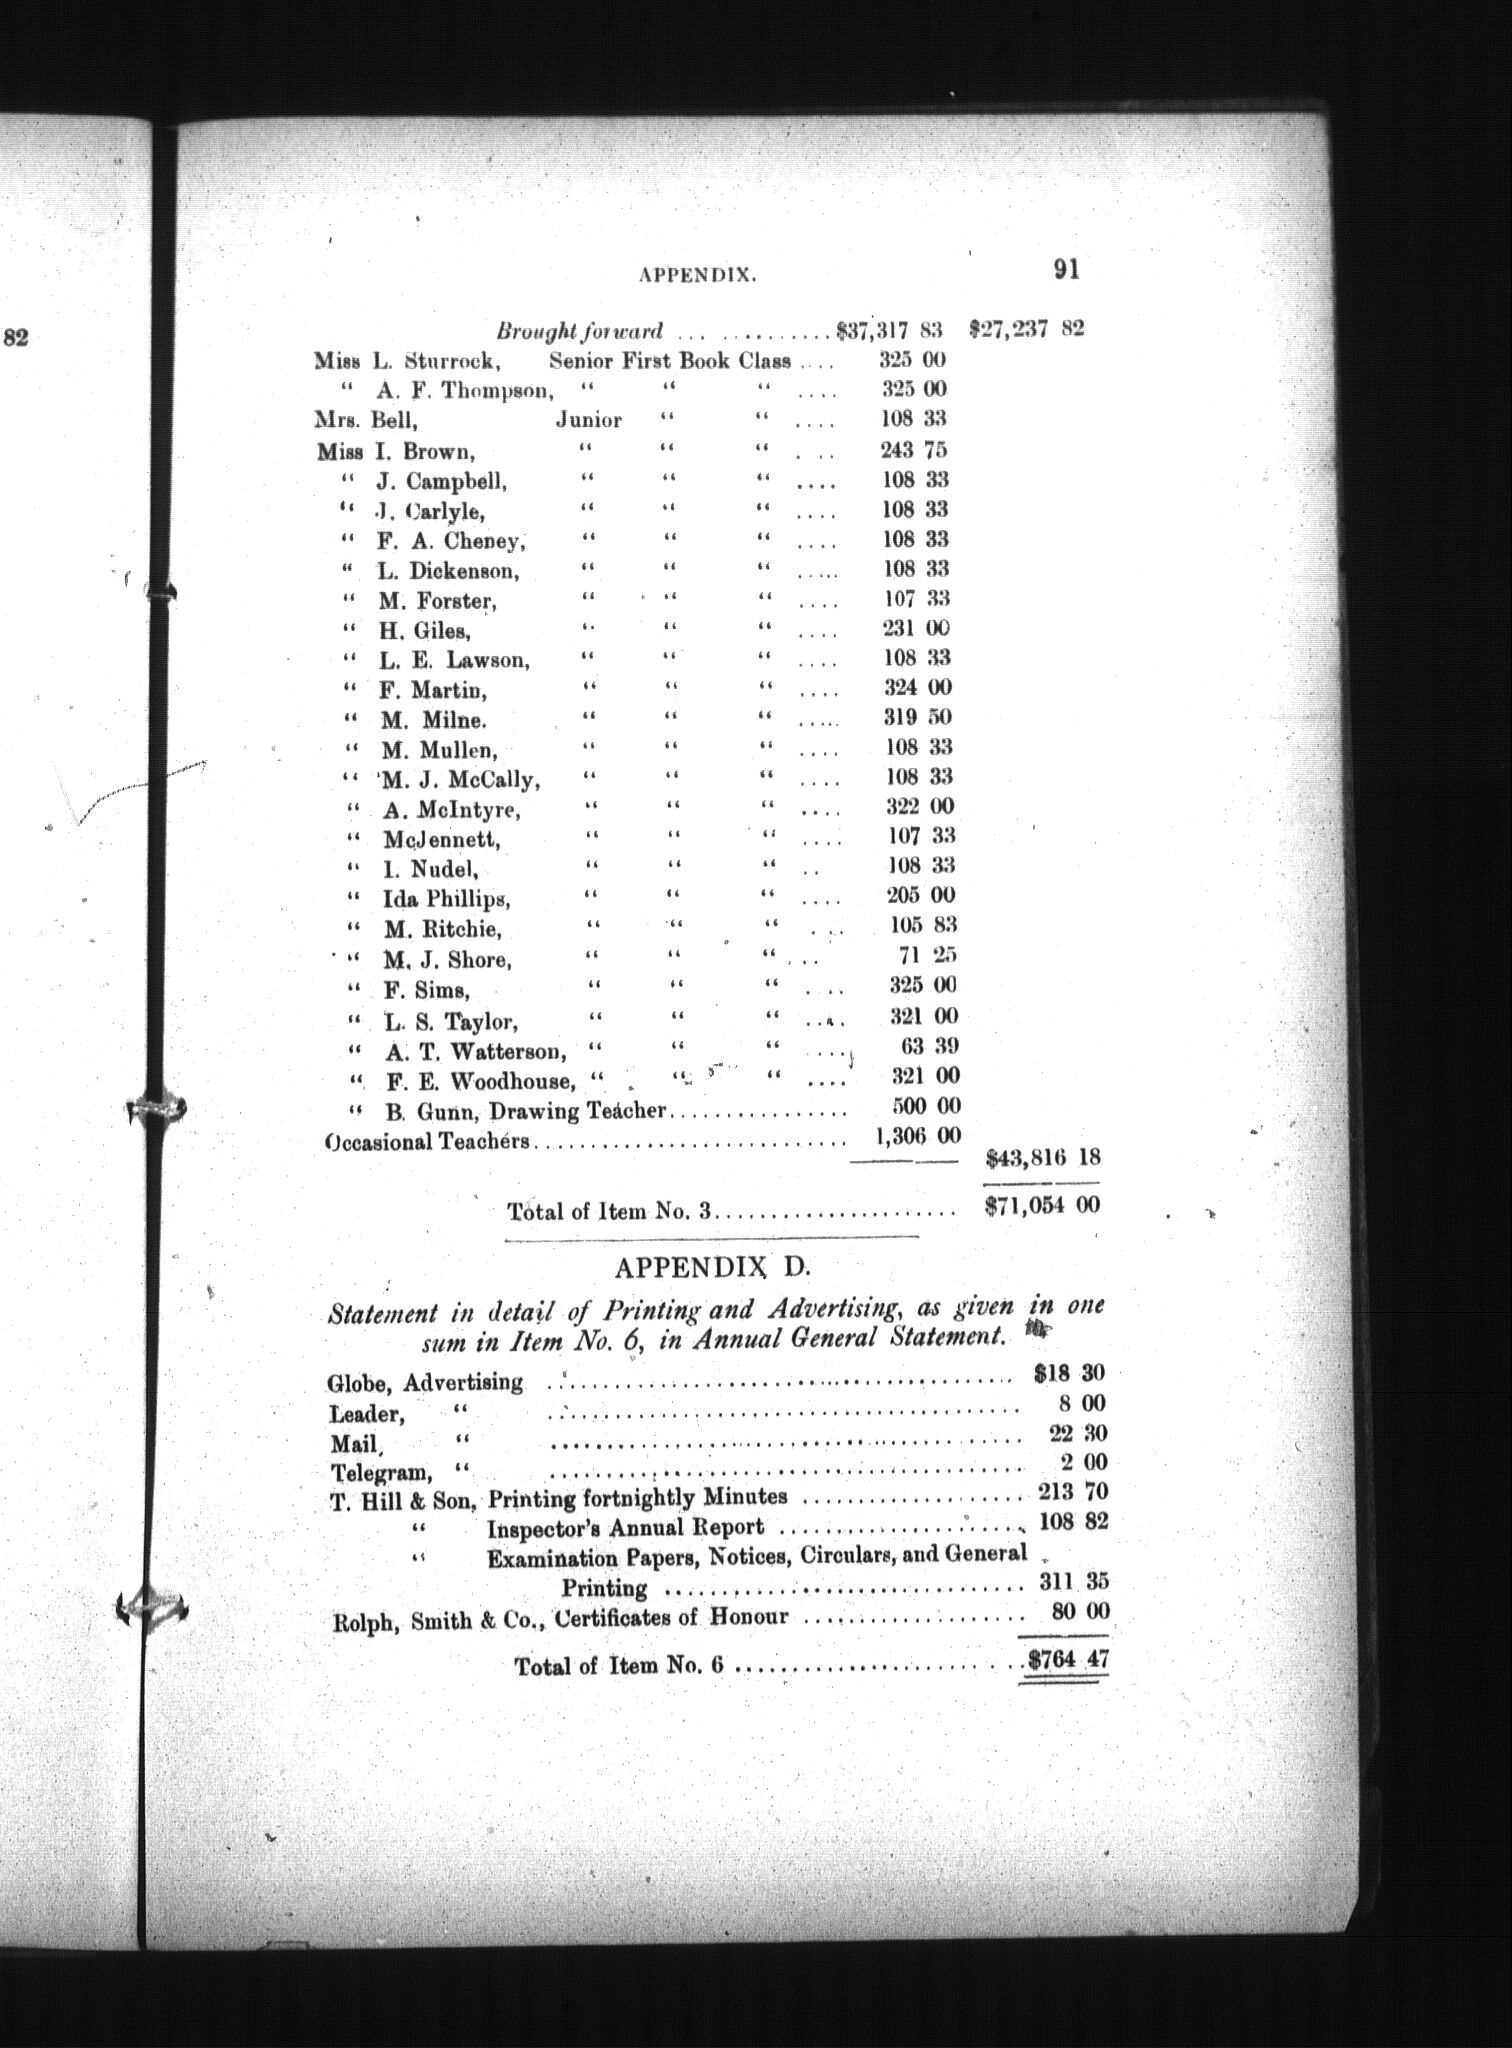 82
APPENDIX. 91
Brought forward ... .......... $37,317 83 $27,237 82
Miss L. Sturrock, Senior First Book Class .... 325 00
" A. F. Thompson, " " " .... 325 00
Mrs. Bell, Junior " " .... 108 33
Miss I. Brown, " " " . ... 243 75
" J. Campbell, " " " .... 108 33
" J. Carlyle, " " " .... 108 33
" F. A. Cheney, " " " .... 108 33
" L. Dickenson, " " " ..... 108 33
" M. Forster, " " " .... 107 33
" H. Giles, " " " .... 231 00
" L. E. Lawson, " " " .... 108 33
" F. Martin, " " " .... 324 00
" M. Milne. " " " ..... 319 50
" M. Mullen, " " " .... 108 33
" M. J. McCally, " " " .... 108 33
" A. McIntyre, " " " .... 322 00
" McJennett, " " " .... 107 33
" I. Nudel, " " " .. 108 33
" Ida Phillips, " " " .... 205 00
" M. Ritchie, " " " ... 105 83
" M. J. Shore, " " " ... 71 25
" F. Sims, " " " .... 325 00
" L. S. Taylor, " " " .... 321 00
" A. T. Watterson, " " " .... 63 39
" F. E. Woodhouse, " " " .... 321 00
" B. Gunn, Drawing Teacher................ 500 00
Occasional Teachers............................ 1,306 00
$43,816 18
Total of Item No. 3...................... $71,054 00
APPENDIX D.
Statement in detail of Printing and Advertising, as given in one
sum in Item No. 6, in Annual General Statement.
Globe, Advertising ........................................ $18 30
Leader, " ........................................ 8 00
Mail, " ........................................ 22 30
Telegram, " ........................................ 2 00
T. Hill & Son, Printing fortnightly Minutes .................... 213 70
" Inspector's Annual Report ...................... 108 82
" Examination Papers, Notices, Circulars, and General
Printing ................................ 311 35
Rolph, Smith & Co., Certificates of Honour .................... 80 00
Total of Item No. 6 .......................... $764 47